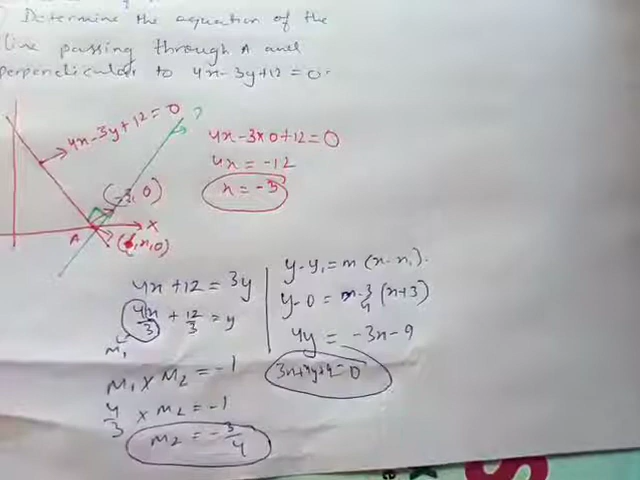 Determine the equation of the
line passing through A and
perpendicular to 4x-3y+12=0.
4x-3y+12=0
?
4x-3x0+12=0
4x=-12
x=-3
(-3,0)
X
A
(x,0)
4x+12=3y
4x/3+12/3=y
M₁
M₁×M₂=-1
4/3×M₂=-1
M₂=-3/4
y-y₁=m(x-x₁).
y-0=-3/4(x+3)
4y=-3x-9
3x+4y+9=0